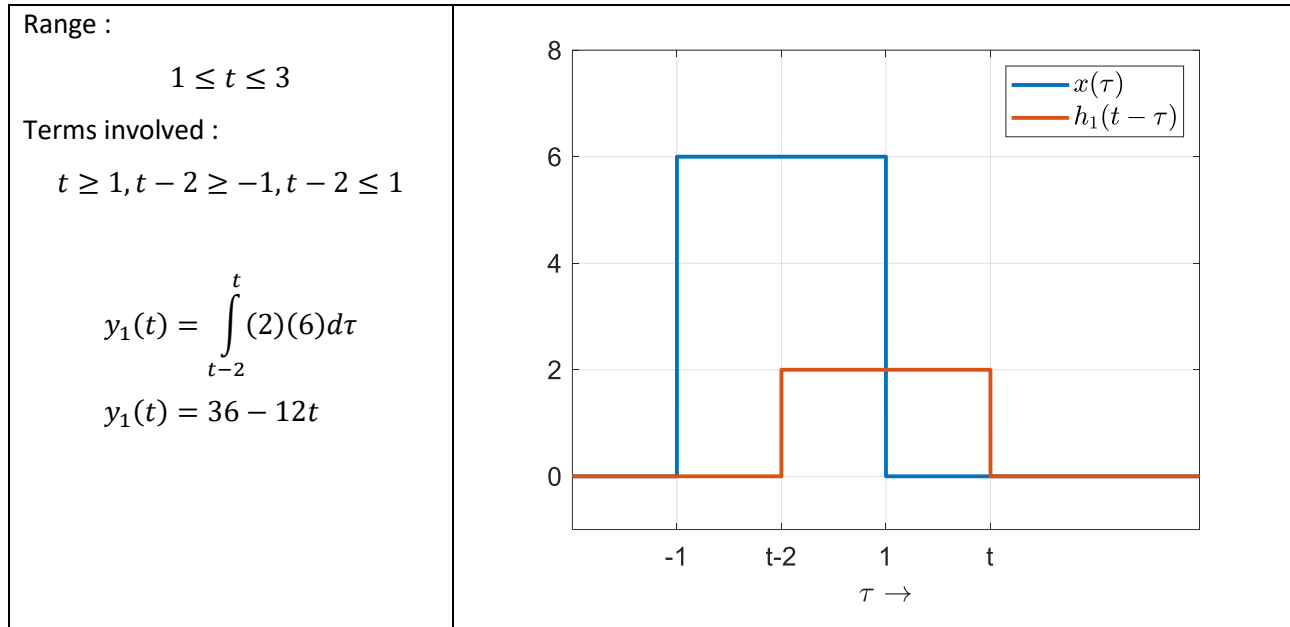 Range :
1 ≤ t ≤ 3
Terms involved :
t ≥ 1, t − 2 ≥ −1, t − 2 ≤ 1
y₁(t) = ∫_{t−2}^{t} (2)(6)dτ
y₁(t) = 36 − 12t
8
6
4
2
0
x(τ)
h₁(t − τ)
-1 t-2 1 t
τ →